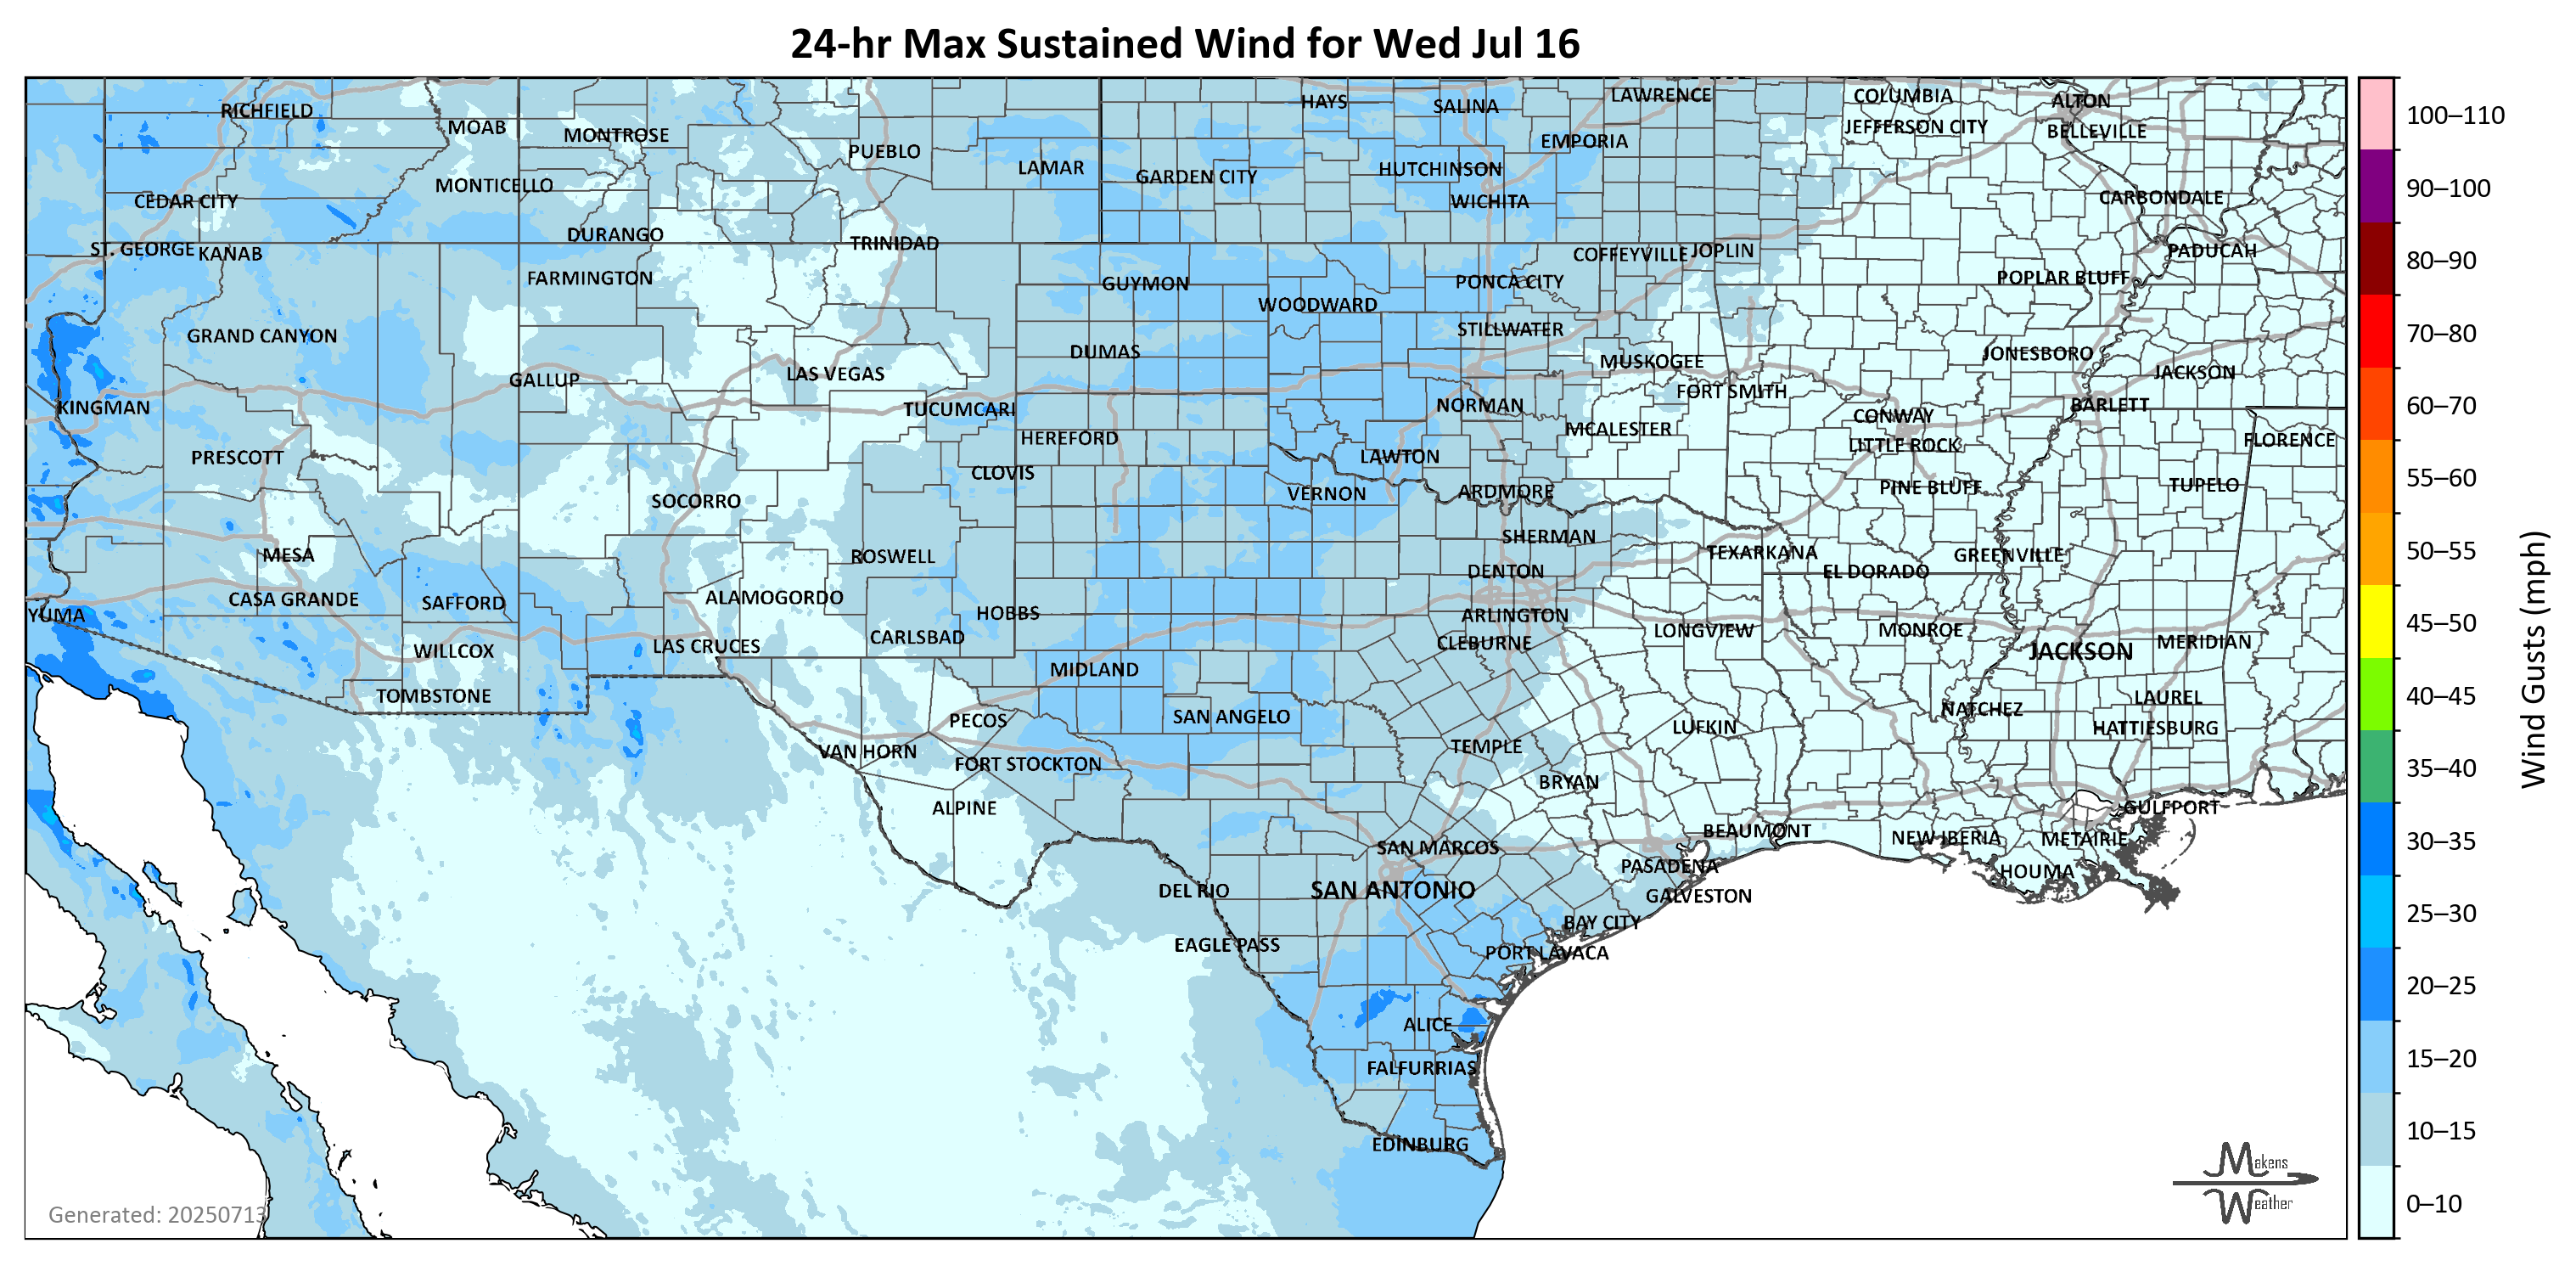 24-hr Max Sustained Wind for Wed Jul 16
RICHFIELD
MOAB
MONTROSE
PUEBLO
LAMAR
HAYS
SALINA
LAWRENCE
COLUMBIA
ALTON
JEFFERSON CITY
BELLEVILLE
EMPORIA
GARDEN CITY
HUTCHINSON
MONTICELLO
CEDAR CITY
WICHITA
CARBONDALE
DURANGO
TRINIDAD
ST. GEORGE
KANAB
COFFEYVILLE
JOPLIN
PADUCAH
FARMINGTON
GUYMON
PONCA CITY
POPLAR BLUFF
WOODWARD
GRAND CANYON
STILLWATER
DUMAS
MUSKOGEE
JONESBORO
GALLUP
LAS VEGAS
FORT SMITH
JACKSON
KINGMAN
TUCUMCARI
NORMAN
CONWAY
BARLETT
HEREFORD
MCALESTER
LITTLE ROCK
FLORENCE
PRESCOTT
CLOVIS
LAWTON
SOCORRO
VERNON
ARDMORE
PINE BLUFF
TUPELO
MESA
ROSWELL
SHERMAN
TEXARKANA
GREENVILLE
DENTON
EL DORADO
CASA GRANDE
SAFFORD
ALAMOGORDO
HOBBS
YUMA
ARLINGTON
CARLSBAD
CLEBURNE
LONGVIEW
MONROE
MERIDIAN
WILLCOX
LAS CRUCES
JACKSON
MIDLAND
TOMBSTONE
LAUREL
PECOS
SAN ANGELO
NATCHEZ
LUFKIN
HATTIESBURG
VAN HORN
FORT STOCKTON
TEMPLE
BRYAN
ALPINE
GULFPORT
BEAUMONT
NEW IBERIA
METAIRIE
SAN MARCOS
PASADENA
HOUMA
DEL RIO
SAN ANTONIO
GALVESTON
BAY CITY
EAGLE PASS
PORT LAVACA
ALICE
FALFURRIAS
EDINBURG
Generated: 20250713
Makens
Weather
100–110
90–100
80–90
70–80
60–70
55–60
50–55
45–50
40–45
35–40
30–35
25–30
20–25
15–20
10–15
0–10
Wind Gusts (mph)